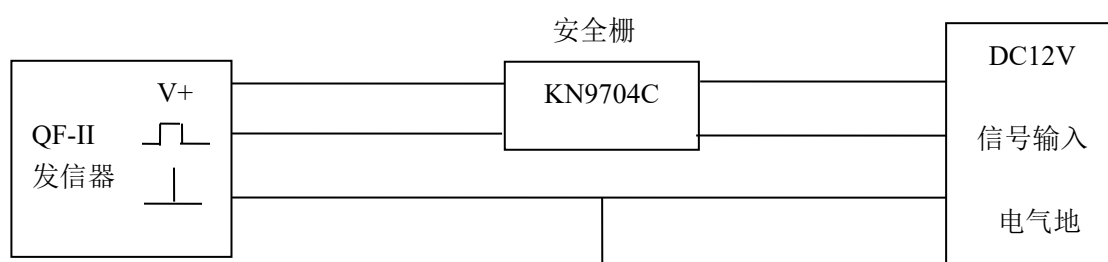 安全栅
V+
QF-II
发信器
KN9704C
DC12V
信号输入
电气地